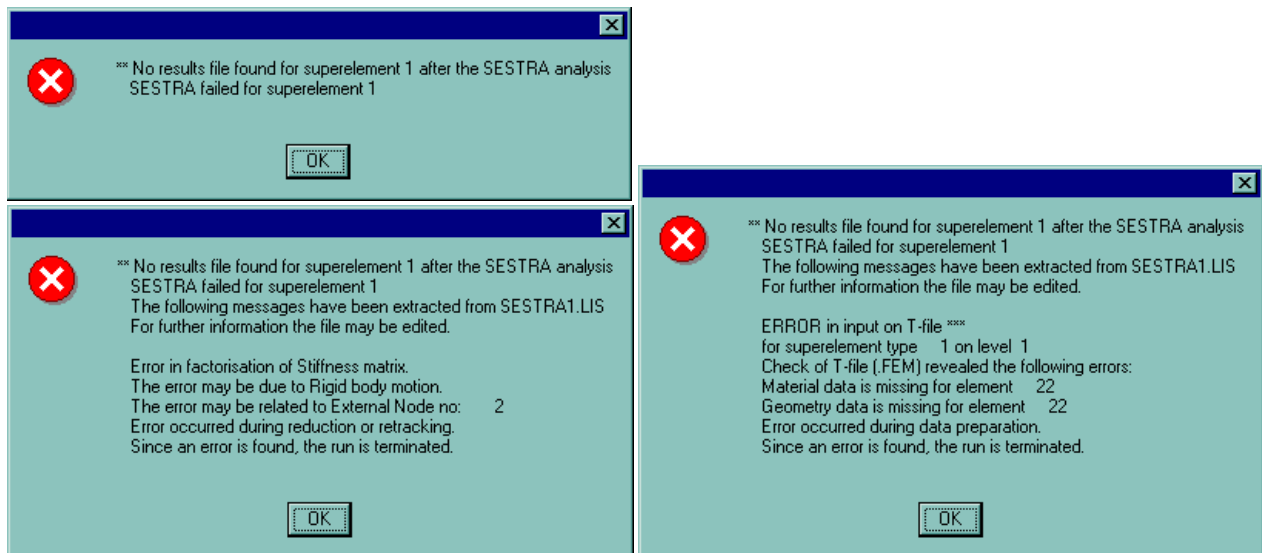 ** No results file found for superelement 1 after the SESTRA analysis
SESTRA failed for superelement 1
OK
** No results file found for superelement 1 after the SESTRA analysis
SESTRA failed for superelement 1
The following messages have been extracted from SESTRA1.LIS
For further information the file may be edited.
Error in factorisation of Stiffness matrix.
The error may be due to Rigid body motion.
The error may be related to External Node no: 2
Error occurred during reduction or retracking.
Since an error is found, the run is terminated.
OK
** No results file found for superelement 1 after the SESTRA analysis
SESTRA failed for superelement 1
The following messages have been extracted from SESTRA1.LIS
For further information the file may be edited.
ERROR in input on T-file ***
for superelement type 1 on level 1
Check of T-file (.FEM) revealed the following errors:
Material data is missing for element 22
Geometry data is missing for element 22
Error occurred during data preparation.
Since an error is found, the run is terminated.
OK